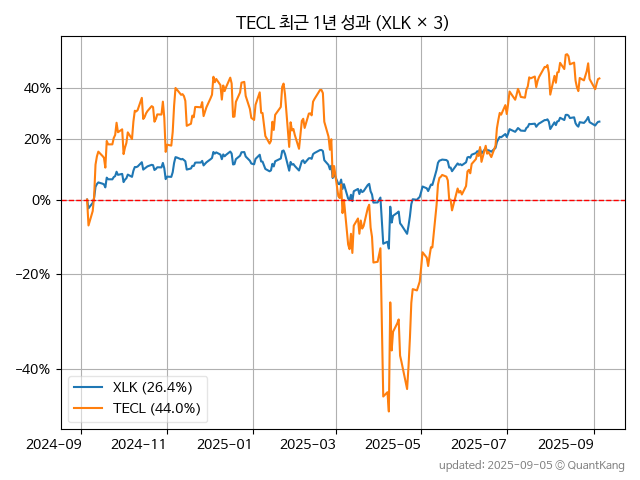 TECL 최근 1년 성과 (XLK × 3)
40%
20%
0%
−20%
−40%
XLK (26.4%)
TECL (44.0%)
2024-09 2024-11 2025-01 2025-03 2025-05 2025-07 2025-09
updated: 2025-09-05 © QuantKang